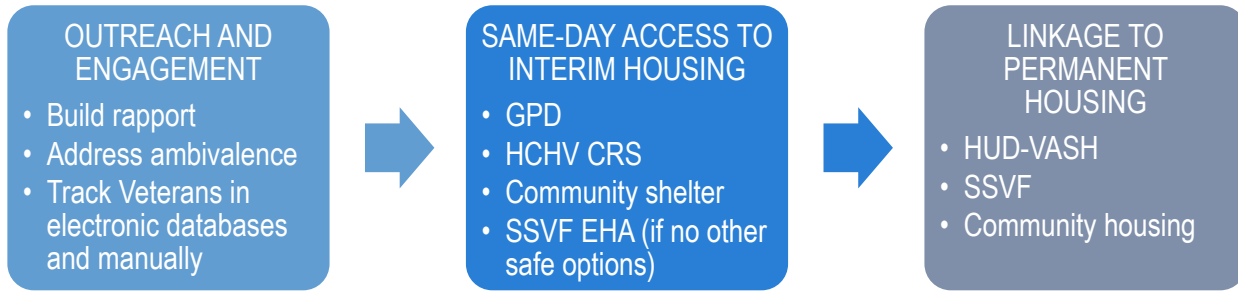 OUTREACH AND
ENGAGEMENT
• Build rapport
• Address ambivalence
• Track Veterans in
electronic databases
and manually
SAME-DAY ACCESS TO
INTERIM HOUSING
• GPD
• HCHV CRS
• Community shelter
• SSVF EHA (if no other
safe options)
LINKAGE TO
PERMANENT
HOUSING
• HUD-VASH
• SSVF
• Community housing